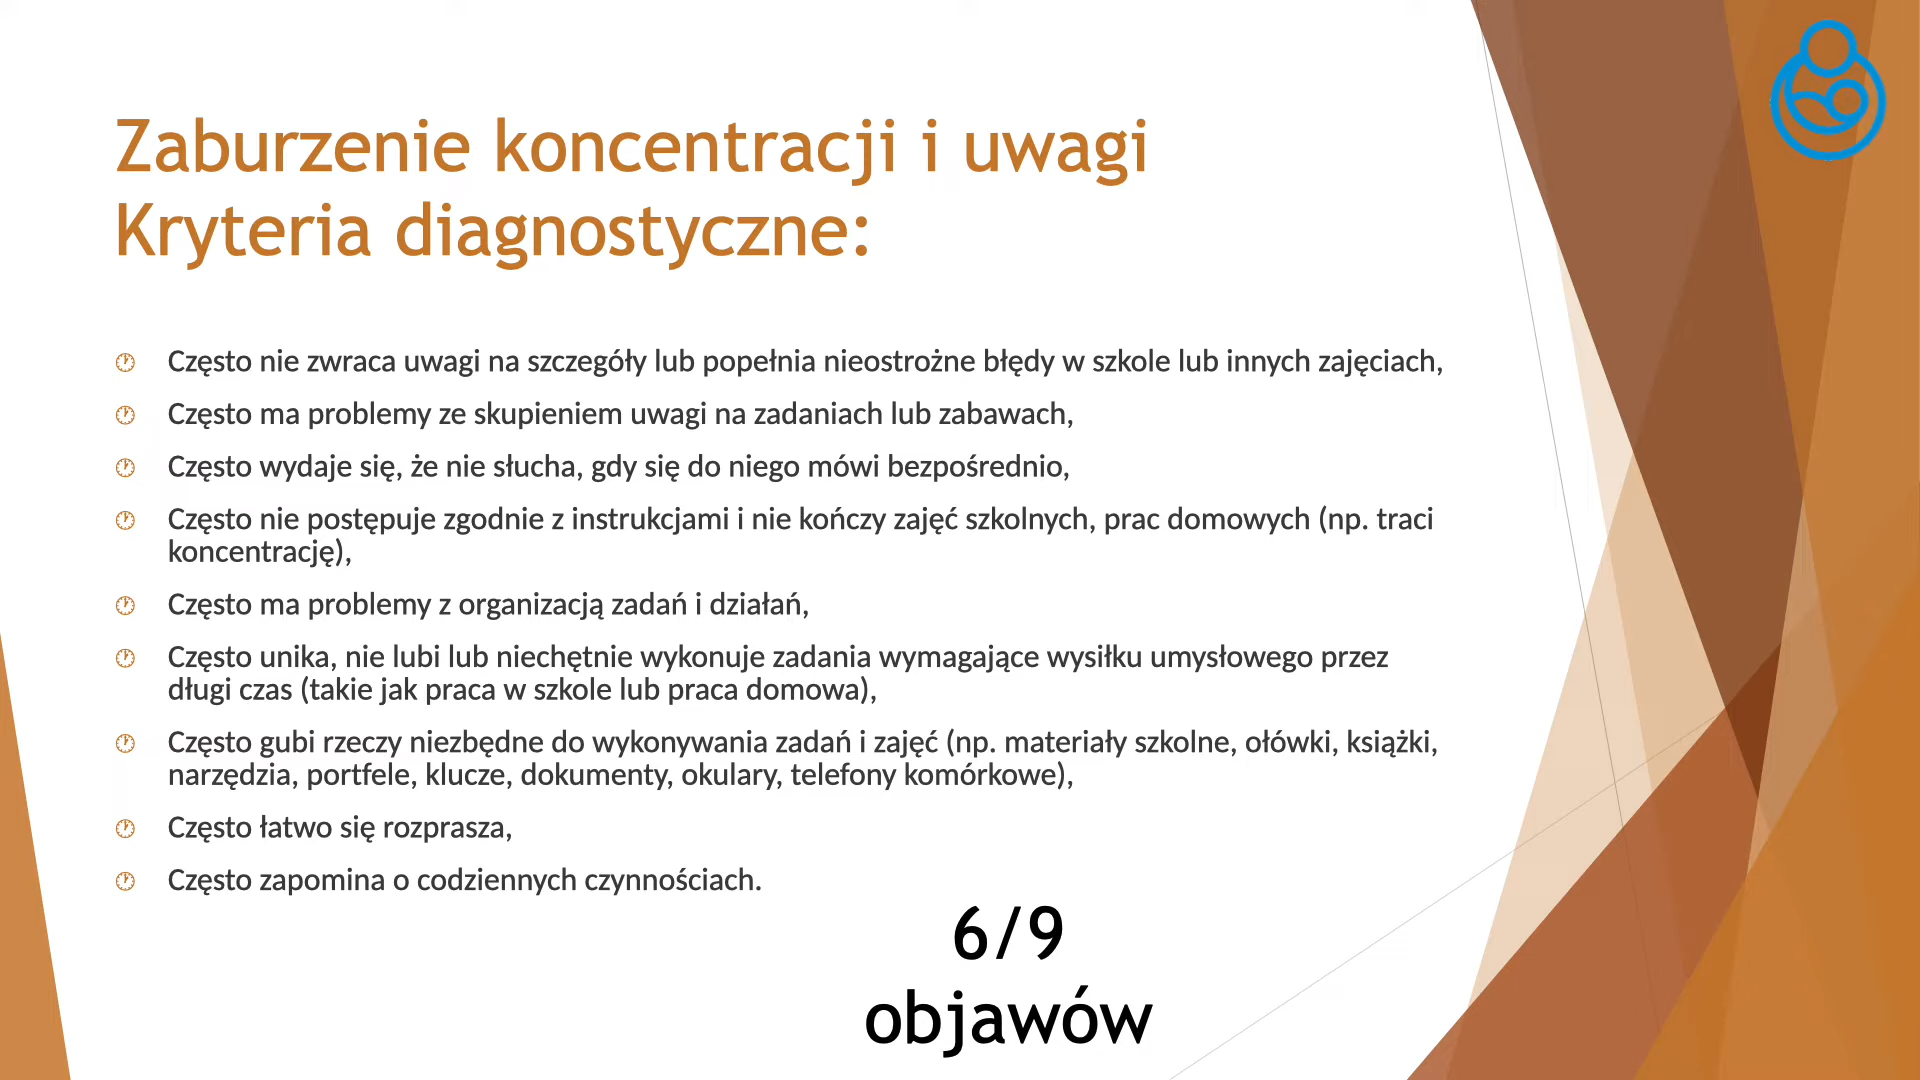 Zaburzenie koncentracji i uwagi
Kryteria diagnostyczne:
Często nie zwraca uwagi na szczegóły lub popełnia nieostrożne błędy w szkole lub innych zajęciach,
Często ma problemy ze skupieniem uwagi na zadaniach lub zabawach,
Często wydaje się, że nie słucha, gdy się do niego mówi bezpośrednio,
Często nie postępuje zgodnie z instrukcjami i nie kończy zajęć szkolnych, prac domowych (np. traci
koncentrację),
Często ma problemy z organizacją zadań i działań,
Często unika, nie lubi lub niechętnie wykonuje zadania wymagające wysiłku umysłowego przez
długi czas (takie jak praca w szkole lub praca domowa),
Często gubi rzeczy niezbędne do wykonywania zadań i zajęć (np. materiały szkolne, ołówki, książki,
narzędzia, portfele, klucze, dokumenty, okulary, telefony komórkowe),
Często łatwo się rozprasza,
Często zapomina o codziennych czynnościach.
6/9
objawów